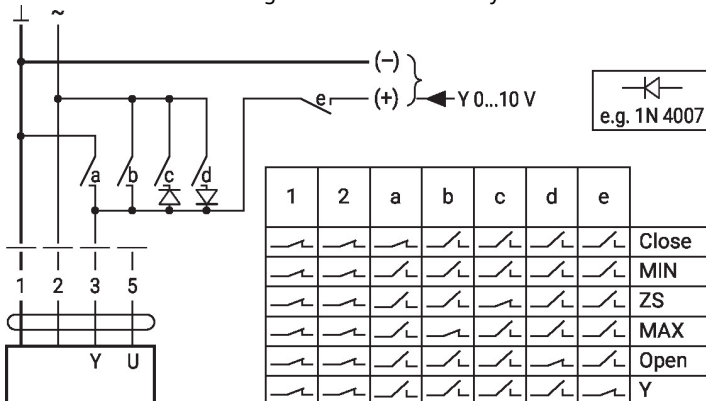 ⊥ ~
(–)
e (+) Y 0...10 V
e.g. 1N 4007
a b c d
1 2 a b c d e
Close
MIN
1 2 3 5 ZS
MAX
Y U Open
Y